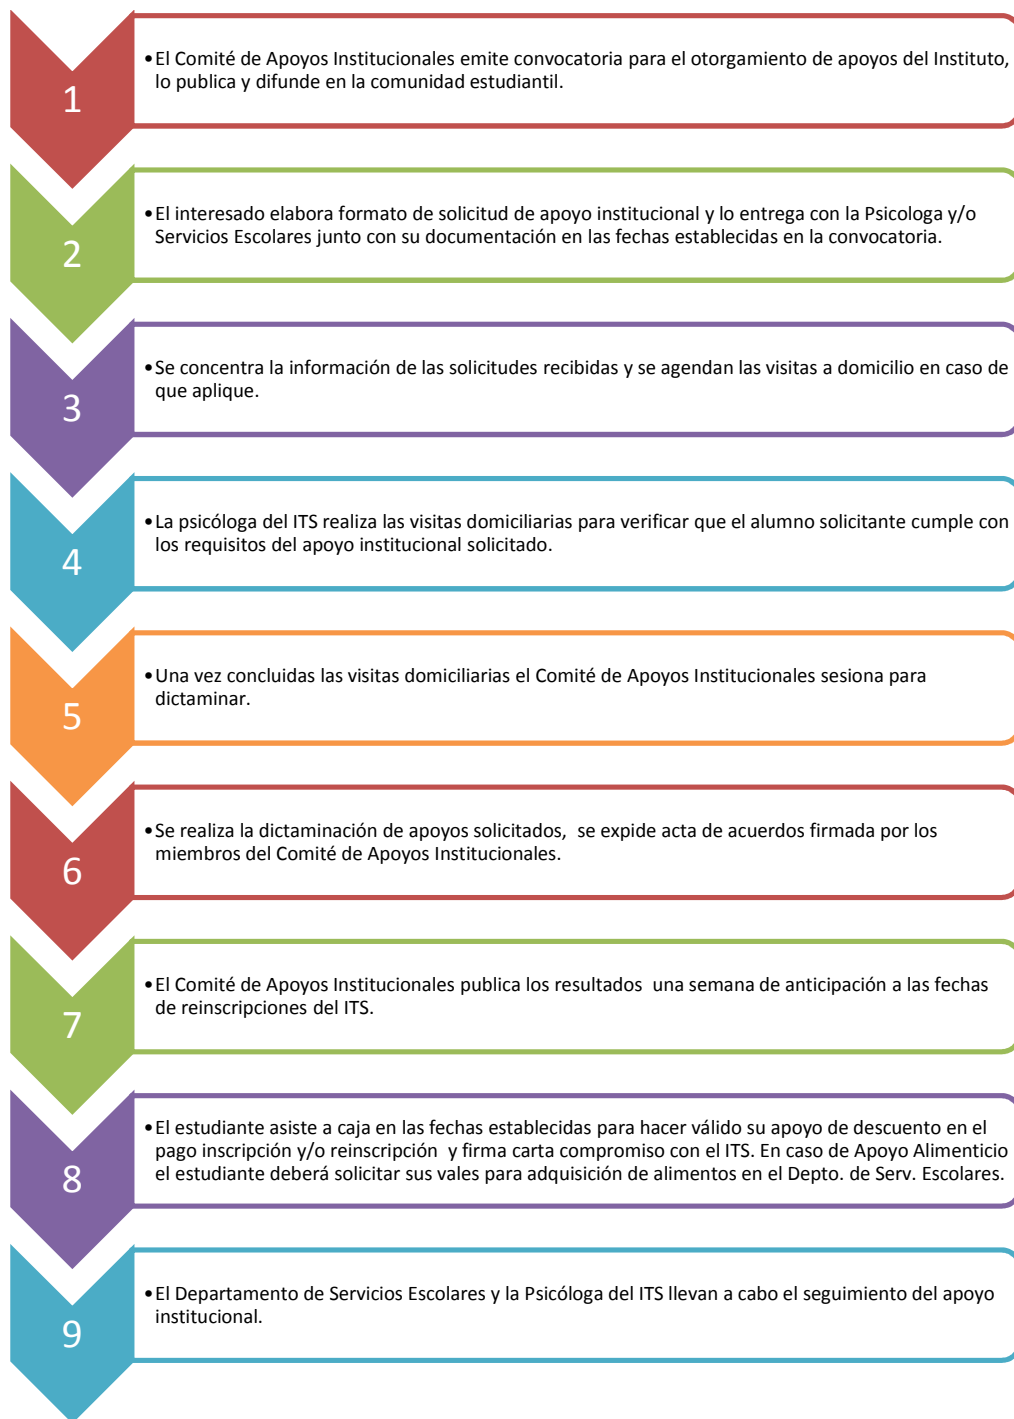 1
•El Comité de Apoyos Institucionales emite convocatoria para el otorgamiento de apoyos del Instituto,
lo publica y difunde en la comunidad estudiantil.
2
•El interesado elabora formato de solicitud de apoyo institucional y lo entrega con la Psicologa y/o
Servicios Escolares junto con su documentación en las fechas establecidas en la convocatoria.
3
•Se concentra la información de las solicitudes recibidas y se agendan las visitas a domicilio en caso de
que aplique.
4
•La psicóloga del ITS realiza las visitas domiciliarias para verificar que el alumno solicitante cumple con
los requisitos del apoyo institucional solicitado.
5
•Una vez concluidas las visitas domiciliarias el Comité de Apoyos Institucionales sesiona para
dictaminar.
6
•Se realiza la dictaminación de apoyos solicitados,  se expide acta de acuerdos firmada por los
miembros del Comité de Apoyos Institucionales.
7
•El Comité de Apoyos Institucionales publica los resultados  una semana de anticipación a las fechas
de reinscripciones del ITS.
8
•El estudiante asiste a caja en las fechas establecidas para hacer válido su apoyo de descuento en el
pago inscripción y/o reinscripción  y firma carta compromiso con el ITS. En caso de Apoyo Alimenticio
el estudiante deberá solicitar sus vales para adquisición de alimentos en el Depto. de Serv. Escolares.
9
•El Departamento de Servicios Escolares y la Psicóloga del ITS llevan a cabo el seguimiento del apoyo
institucional.